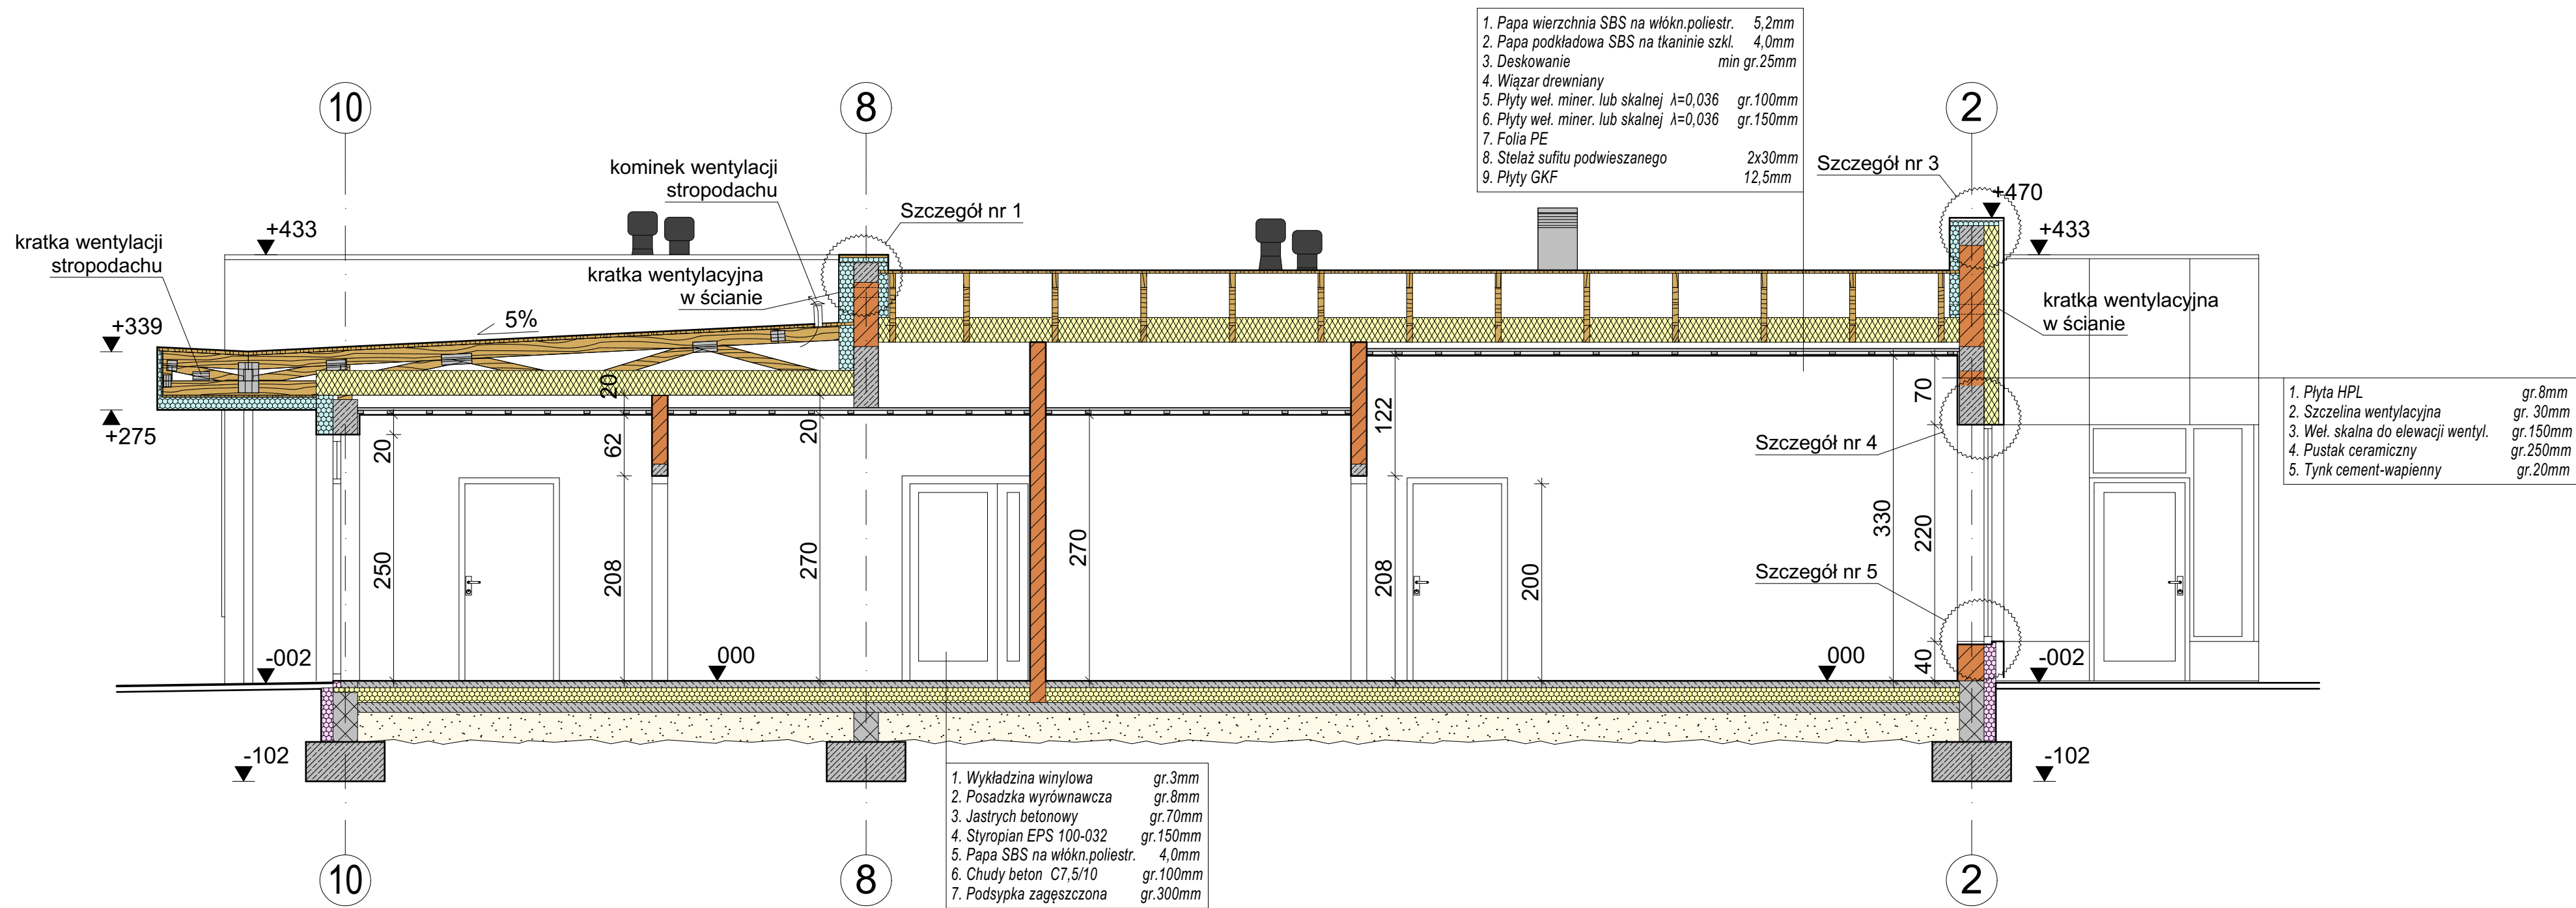 1. Papa wierzchnia SBS na włókn.poliestr. 5,2mm
2. Papa podkładowa SBS na tkaninie szkl. 4,0mm
3. Deskowanie min gr.25mm
4. Wiązar drewniany
5. Płyty weł. miner. lub skalnej λ=0,036 gr.100mm
6. Płyty weł. miner. lub skalnej λ=0,036 gr.150mm
7. Folia PE
8. Stelaż sufitu podwieszanego 2x30mm
9. Płyty GKF 12,5mm
10
8
2
kominek wentylacji
stropodachu
Szczegół nr 1
Szczegół nr 3
+470
+433
+433
kratka wentylacji
stropodachu
kratka wentylacyjna
w ścianie
kratka wentylacyjna
w ścianie
5%
+339
+275
20
20
62
20
122
70
Szczegół nr 4
1. Płyta HPL gr.8mm
2. Szczelina wentylacyjna gr. 30mm
3. Weł. skalna do elewacji wentyl. gr.150mm
4. Pustak ceramiczny gr.250mm
5. Tynk cement-wapienny gr.20mm
250
208
270
270
208
200
330
220
Szczegół nr 5
-002
000
000
40
-002
-102
-102
1. Wykładzina winylowa gr.3mm
2. Posadzka wyrównawcza gr.8mm
3. Jastrych betonowy gr.70mm
4. Styropian EPS 100-032 gr.150mm
5. Papa SBS na włókn.poliestr. 4,0mm
6. Chudy beton C7,5/10 gr.100mm
7. Podsypka zagęszczona gr.300mm
10
8
2